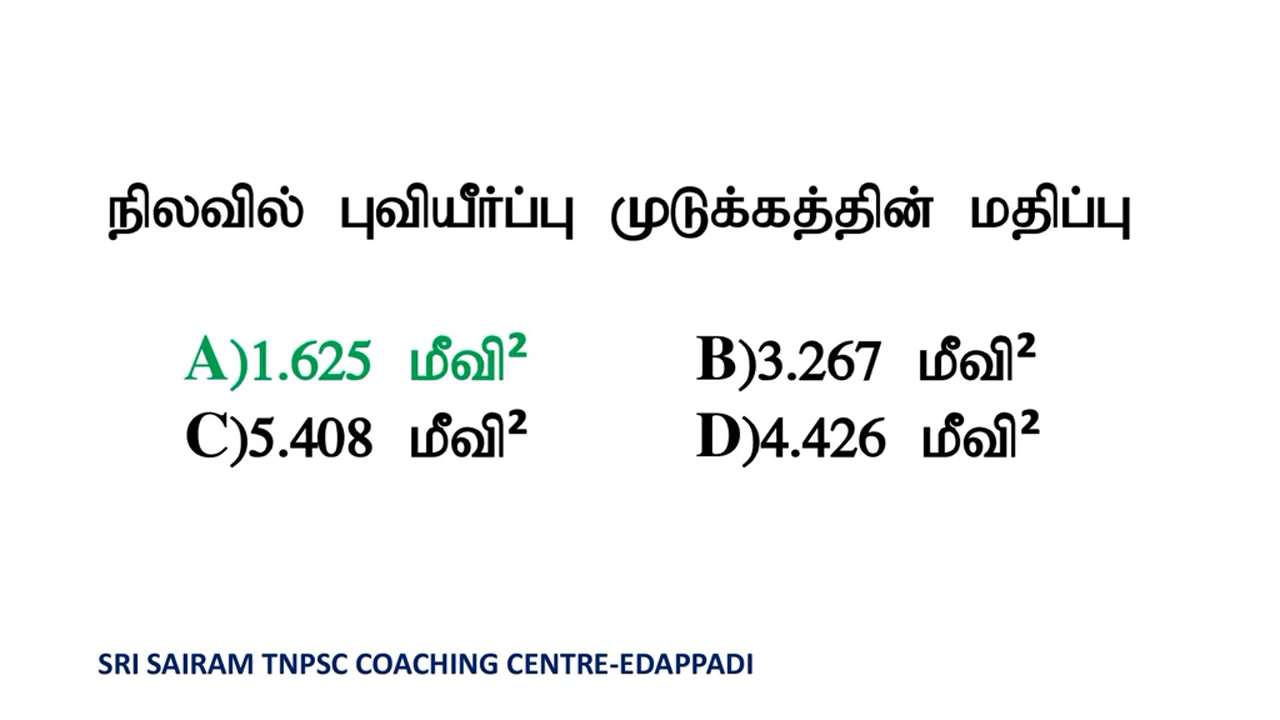 நிலவில் புவியீர்ப்பு முடுக்கத்தின் மதிப்பு
A)1.625 மீவி² B)3.267 மீவி²
C)5.408 மீவி² D)4.426 மீவி²
SRI SAIRAM TNPSC COACHING CENTRE-EDAPPADI